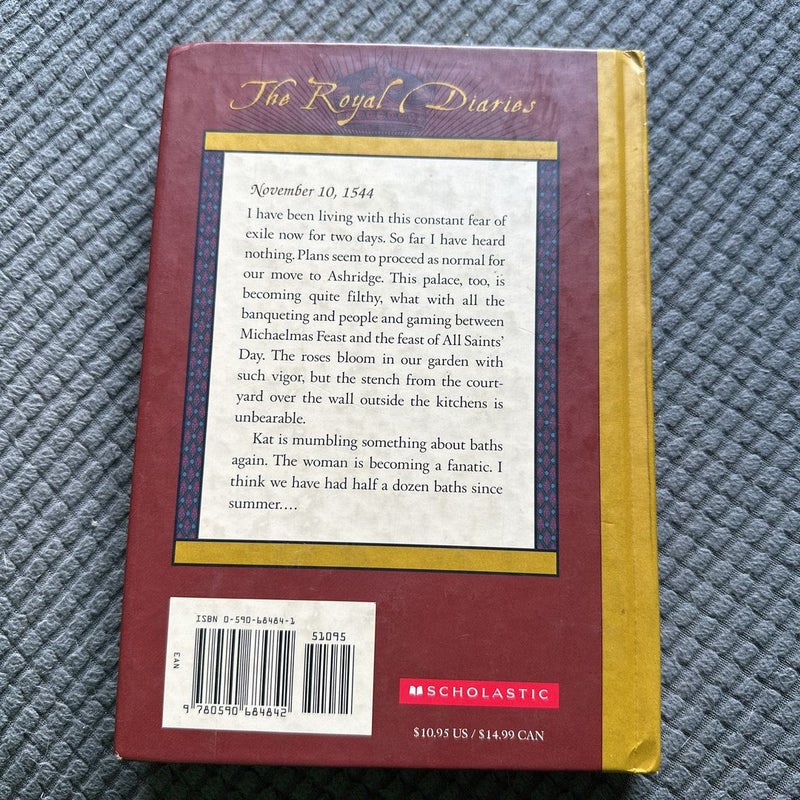 The Royal Diaries
November 10, 1544
I have been living with this constant fear of
exile now for two days. So far I have heard
nothing. Plans seem to proceed as normal for
our move to Ashridge. This palace, too, is
becoming quite filthy, what with all the
banqueting and people and gaming between
Michaelmas Feast and the feast of All Saints'
Day. The roses bloom in our garden with
such vigor, but the stench from the court-
yard over the wall outside the kitchens is
unbearable.
Kat is mumbling something about baths
again. The woman is becoming a fanatic. I
think we have had half a dozen baths since
summer....
ISBN 0-590-68484-1
51095
EAN
9 780590 684842
SCHOLASTIC
$10.95 US / $14.99 CAN